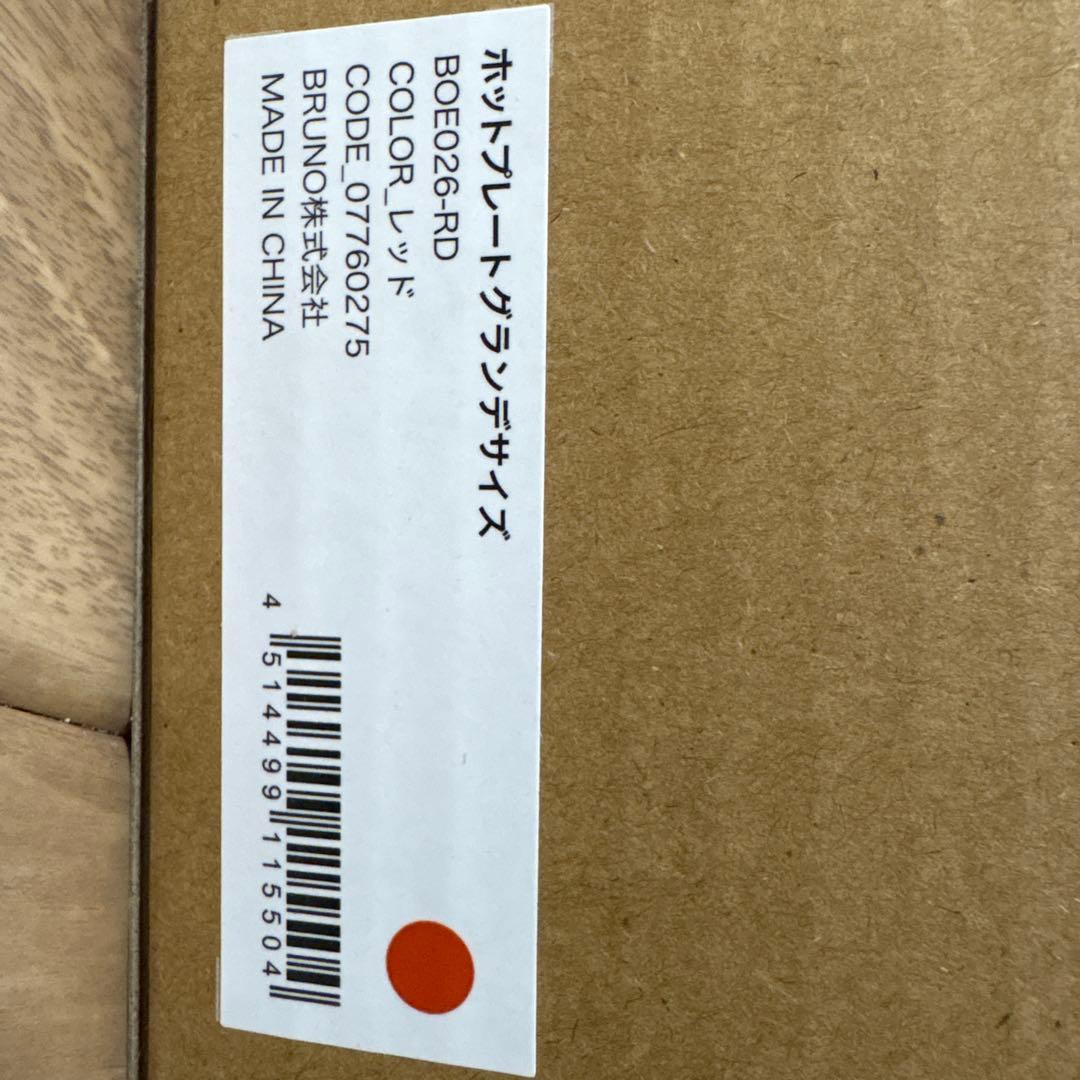 ホットプレートグランデサイズ
BOE026-RD
COLOR_レッド
CODE_07760275
BRUNO株式会社
MADE IN CHINA
4 514499 115504